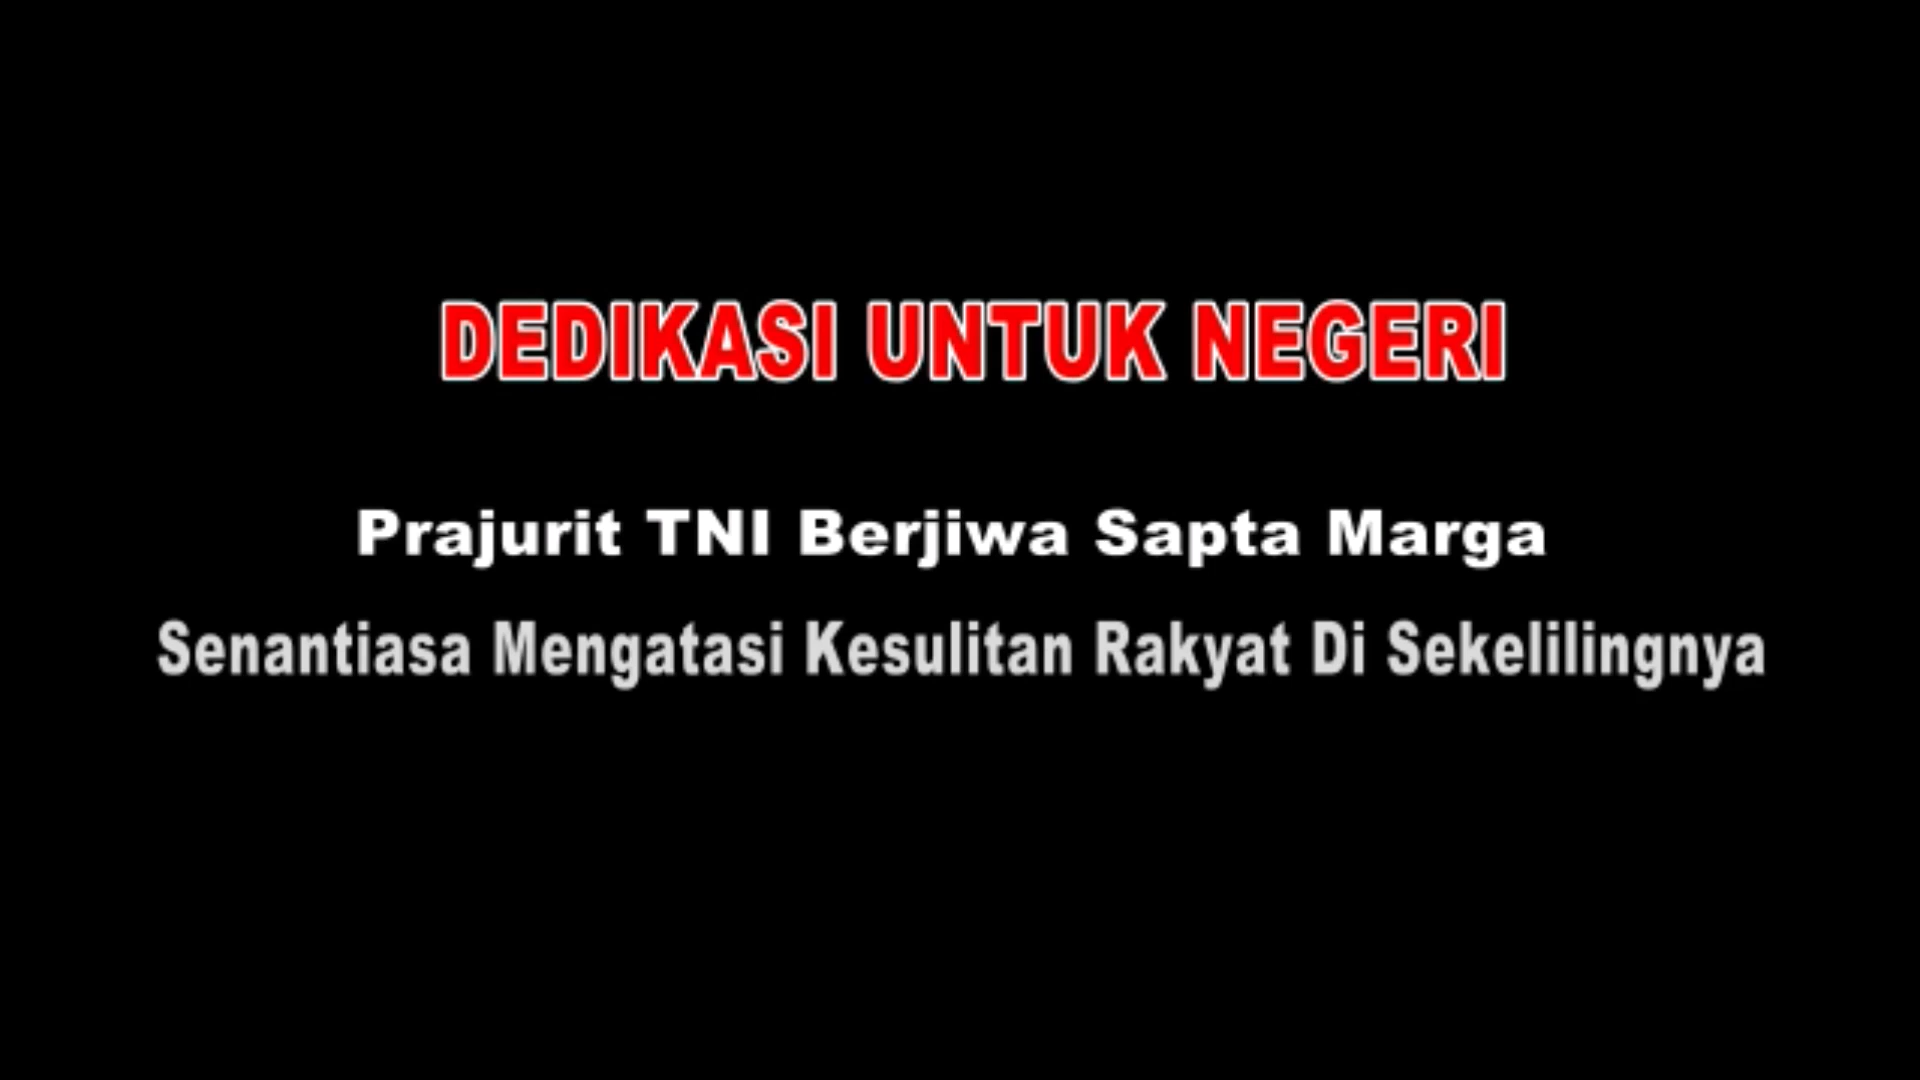 DEDIKASI UNTUK NEGERI
Prajurit TNI Berjiwa Sapta Marga
Senantiasa Mengatasi Kesulitan Rakyat Di Sekelilingnya